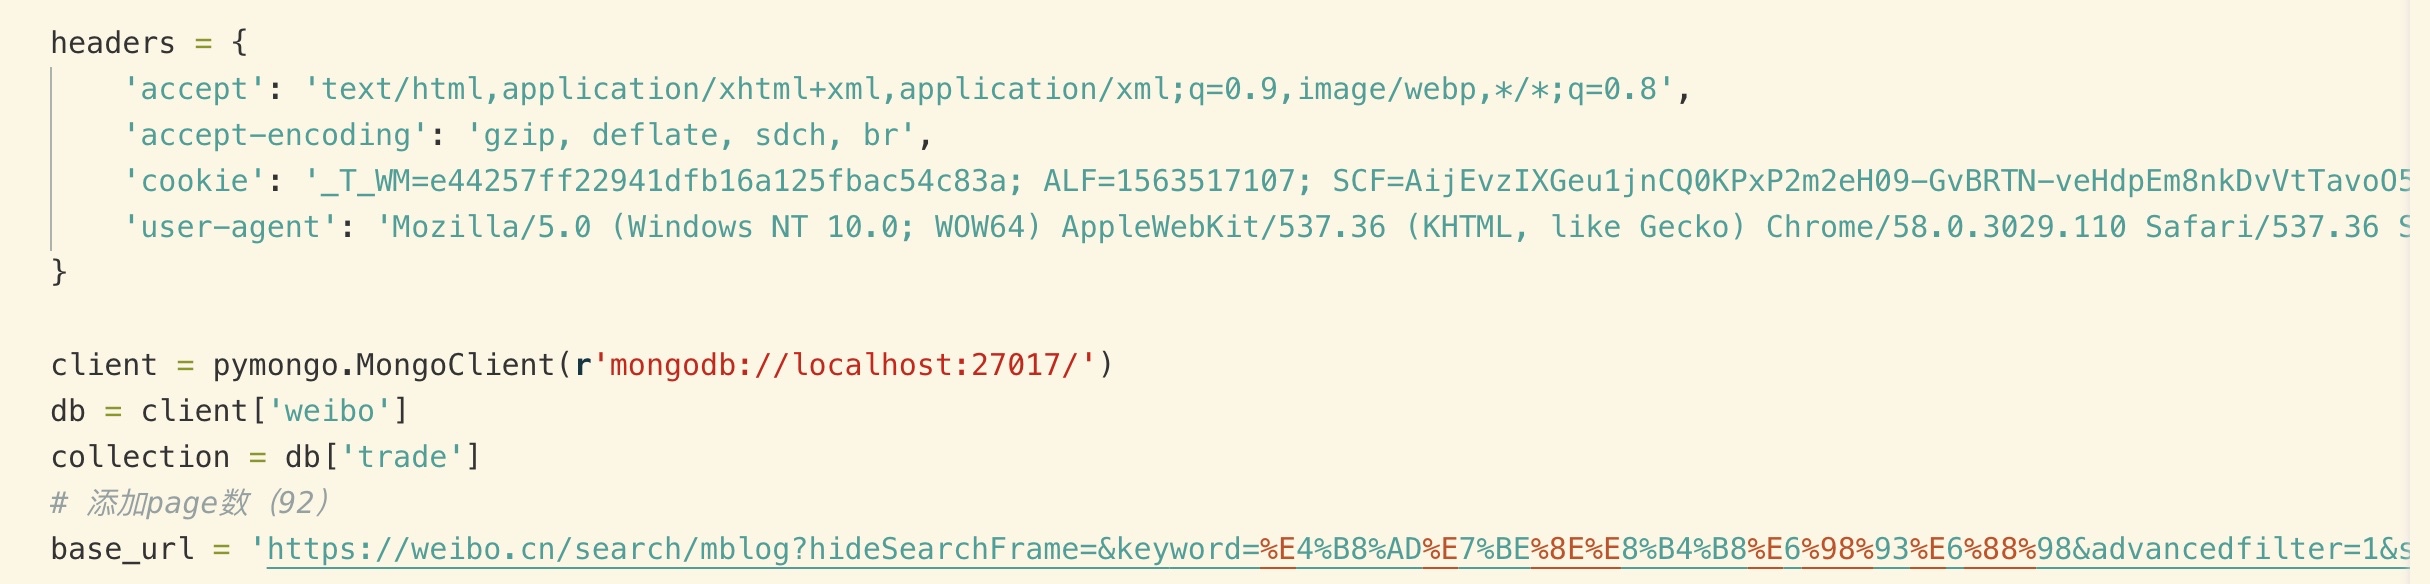 headers = {
    'accept': 'text/html,application/xhtml+xml,application/xml;q=0.9,image/webp,*/*;q=0.8',
    'accept-encoding': 'gzip, deflate, sdch, br',
    'cookie': '_T_WM=e44257ff22941dfb16a125fbac54c83a; ALF=1563517107; SCF=AijEvzIXGeu1jnCQ0KPxP2m2eH09-GvBRTN-veHdpEm8nkDvVtTavoO5
    'user-agent': 'Mozilla/5.0 (Windows NT 10.0; WOW64) AppleWebKit/537.36 (KHTML, like Gecko) Chrome/58.0.3029.110 Safari/537.36 S
}
client = pymongo.MongoClient(r'mongodb://localhost:27017/')
db = client['weibo']
collection = db['trade']
# 添加page数（92）
base_url = 'https://weibo.cn/search/mblog?hideSearchFrame=&keyword=%E4%B8%AD%E7%BE%8E%E8%B4%B8%E6%98%93%E6%88%98&advancedfilter=1&s